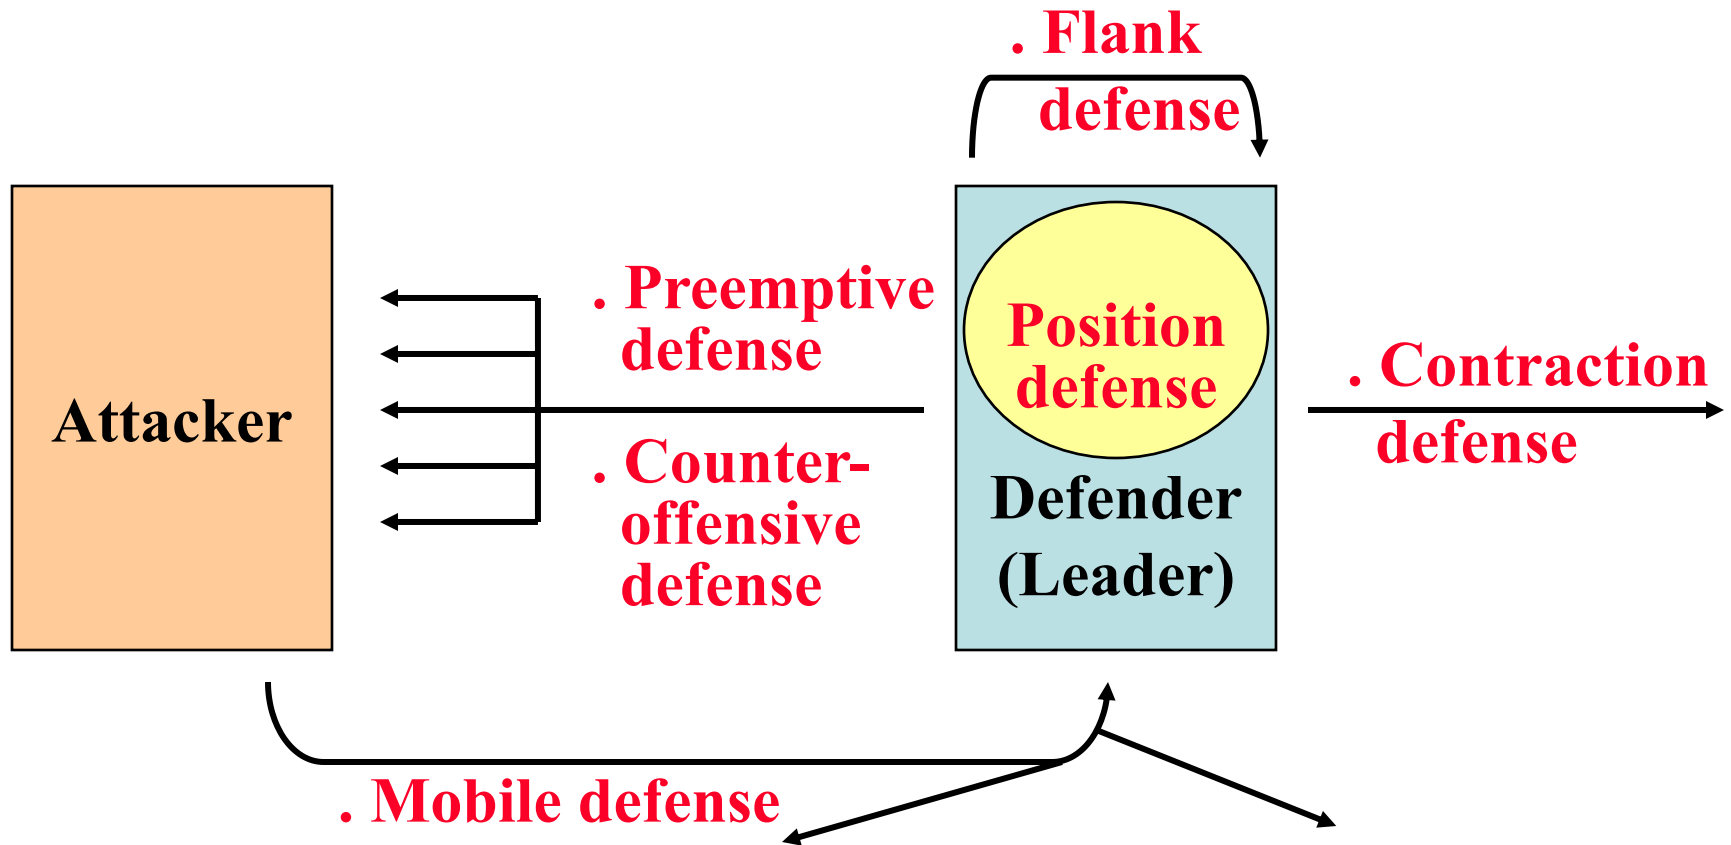 . Flank
defense
. Preemptive
defense
Position
defense
. Contraction
defense
Attacker
. Counter-
offensive
defense
Defender
(Leader)
. Mobile defense